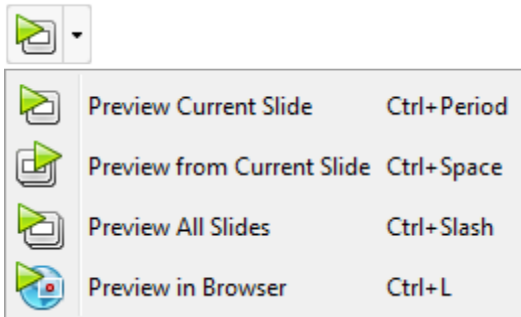 Preview Current Slide Ctrl+Period
Preview from Current Slide Ctrl+Space
Preview All Slides Ctrl+Slash
Preview in Browser Ctrl+L